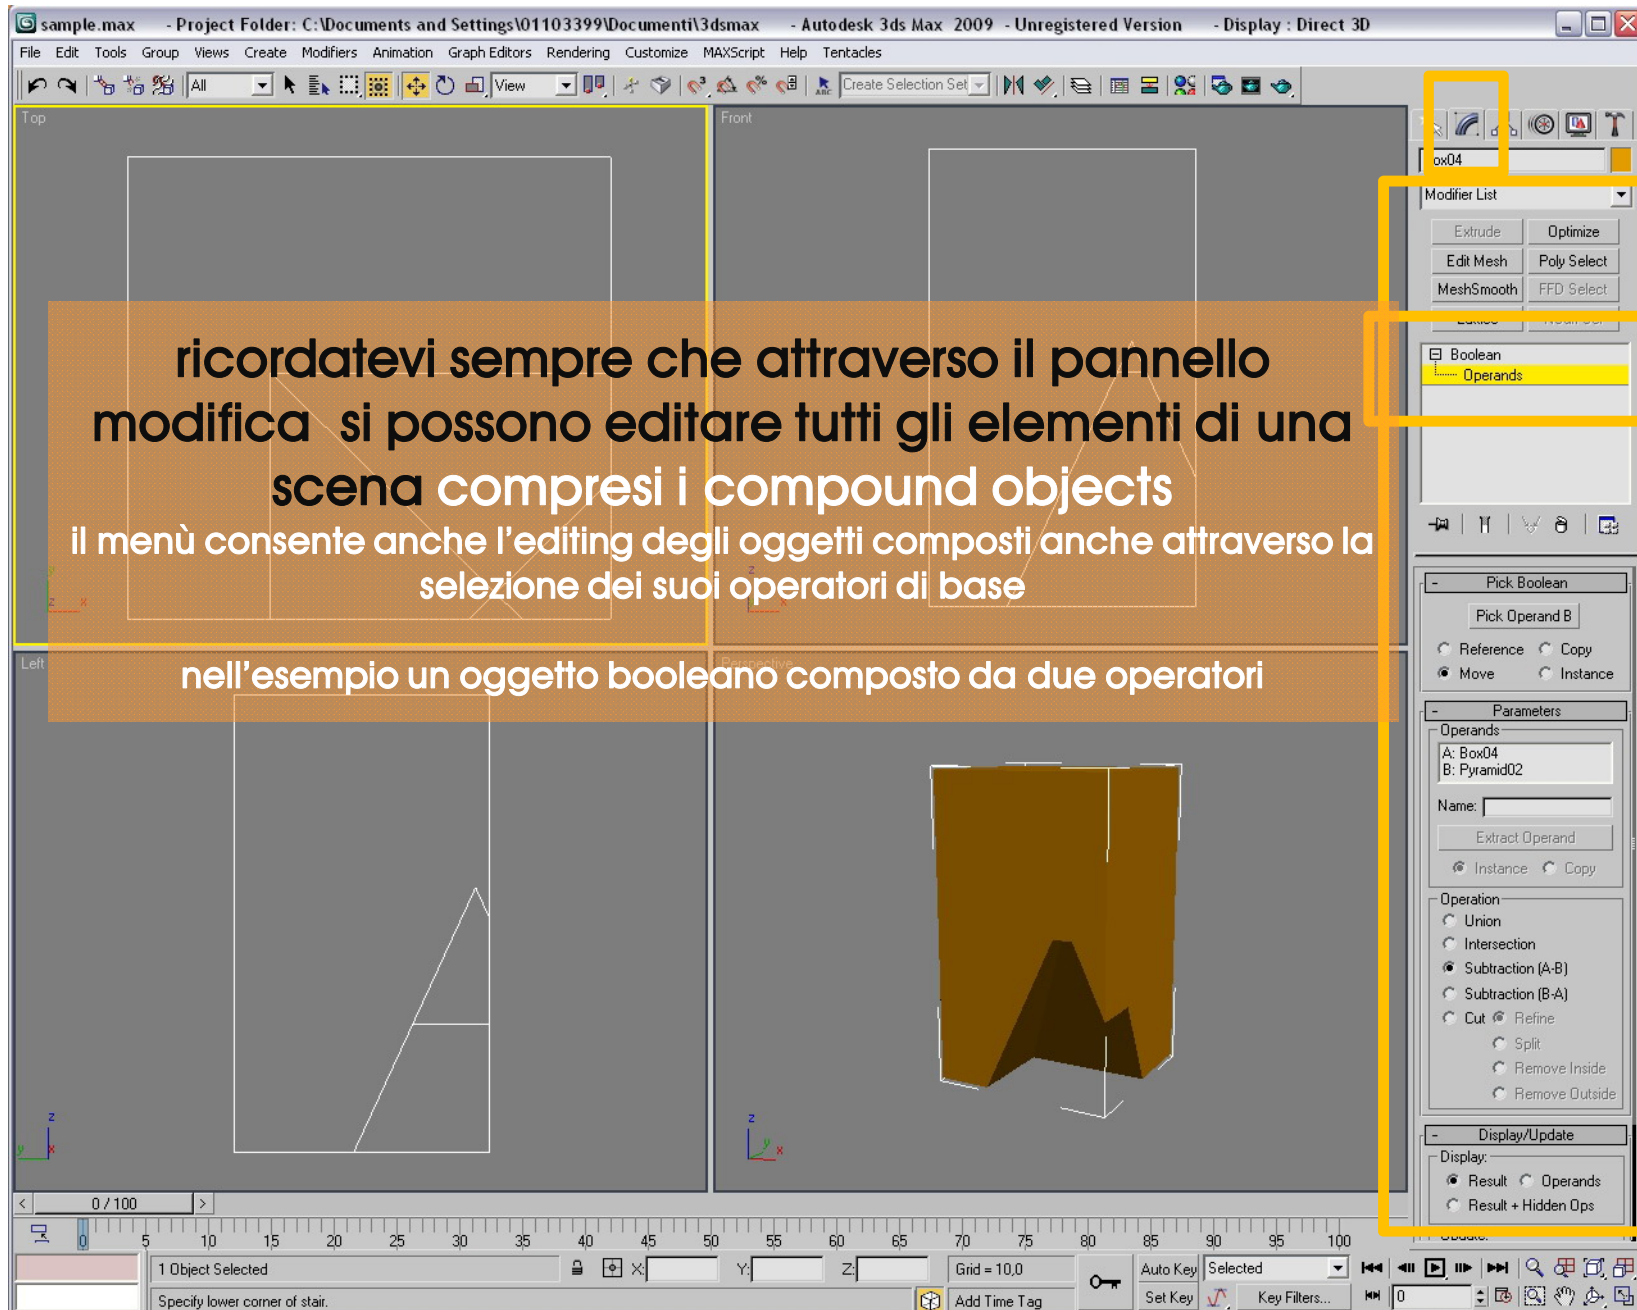 sample.max - Project Folder: C:\Documents and Settings\01103399\Documenti\3dsmax - Autodesk 3ds Max 2009 - Unregistered Version - Display : Direct 3D
File Edit Tools Group Views Create Modifiers Animation Graph Editors Rendering Customize MAXScript Help Tentacles
All View Create Selection Set
Top
Front
ricordatevi sempre che attraverso il pannello
modifica si possono editare tutti gli elementi di una
scena compresi i compound objects
il menù consente anche l'editing degli oggetti composti anche attraverso la
selezione dei suoi operatori di base
nell'esempio un oggetto booleano composto da due operatori
Left
Perspective
ox04
Modifier List
Extrude Optimize
Edit Mesh Poly Select
MeshSmooth FFD Select
Boolean
Operands
Pick Boolean
Pick Operand B
Reference Copy
Move Instance
Parameters
Operands
A: Box04
B: Pyramid02
Name:
Extract Operand
Instance Copy
Operation
Union
Intersection
Subtraction (A-B)
Subtraction (B-A)
Cut Refine
Split
Remove Inside
Remove Outside
Display/Update
Display:
Result Operands
Result + Hidden Ops
Update:
0 / 100
0 5 10 15 20 25 30 35 40 45 50 55 60 65 70 75 80 85 90 95 100
1 Object Selected X: Y: Z: Grid = 10,0 Auto Key Selected
Specify lower corner of stair. Add Time Tag Set Key Key Filters... 0